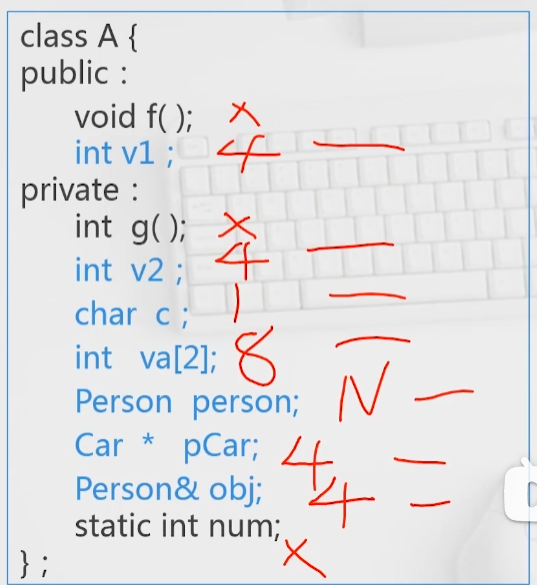 class A {
public :
void f( ); ×
int v1 ; 4 —
private :
int g( ); ×
int v2 ; 4 —
char c ; 1 —
int va[2]; 8 —
Person person; N —
Car * pCar; 4 —
Person& obj; 4 —
static int num; ×
} ;